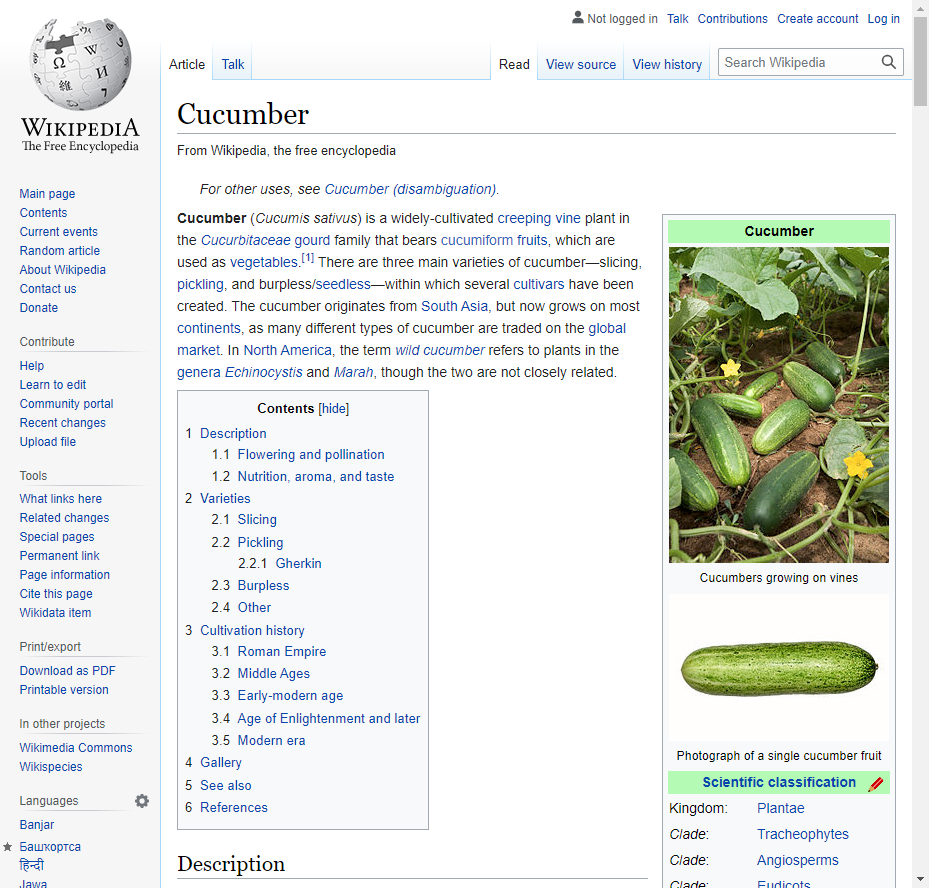 Not logged in Talk Contributions Create account Log in
Article Talk Read View source View history Search Wikipedia
WIKIPEDIA
The Free Encyclopedia
Main page
Contents
Current events
Random article
About Wikipedia
Contact us
Donate
Contribute
Help
Learn to edit
Community portal
Recent changes
Upload file
Tools
What links here
Related changes
Special pages
Permanent link
Page information
Cite this page
Wikidata item
Print/export
Download as PDF
Printable version
In other projects
Wikimedia Commons
Wikispecies
Languages
Banjar
Башҡортса
हिन्दी
Jawa
Cucumber
From Wikipedia, the free encyclopedia
For other uses, see Cucumber (disambiguation).
Cucumber (Cucumis sativus) is a widely-cultivated creeping vine plant in
the Cucurbitaceae gourd family that bears cucumiform fruits, which are
used as vegetables.[1] There are three main varieties of cucumber—slicing,
pickling, and burpless/seedless—within which several cultivars have been
created. The cucumber originates from South Asia, but now grows on most
continents, as many different types of cucumber are traded on the global
market. In North America, the term wild cucumber refers to plants in the
genera Echinocystis and Marah, though the two are not closely related.
Contents [hide]
1 Description
1.1 Flowering and pollination
1.2 Nutrition, aroma, and taste
2 Varieties
2.1 Slicing
2.2 Pickling
2.2.1 Gherkin
2.3 Burpless
2.4 Other
3 Cultivation history
3.1 Roman Empire
3.2 Middle Ages
3.3 Early-modern age
3.4 Age of Enlightenment and later
3.5 Modern era
4 Gallery
5 See also
6 References
Description
Cucumber
Cucumbers growing on vines
Photograph of a single cucumber fruit
Scientific classification
Kingdom: Plantae
Clade: Tracheophytes
Clade: Angiosperms
Clade: Eudicots